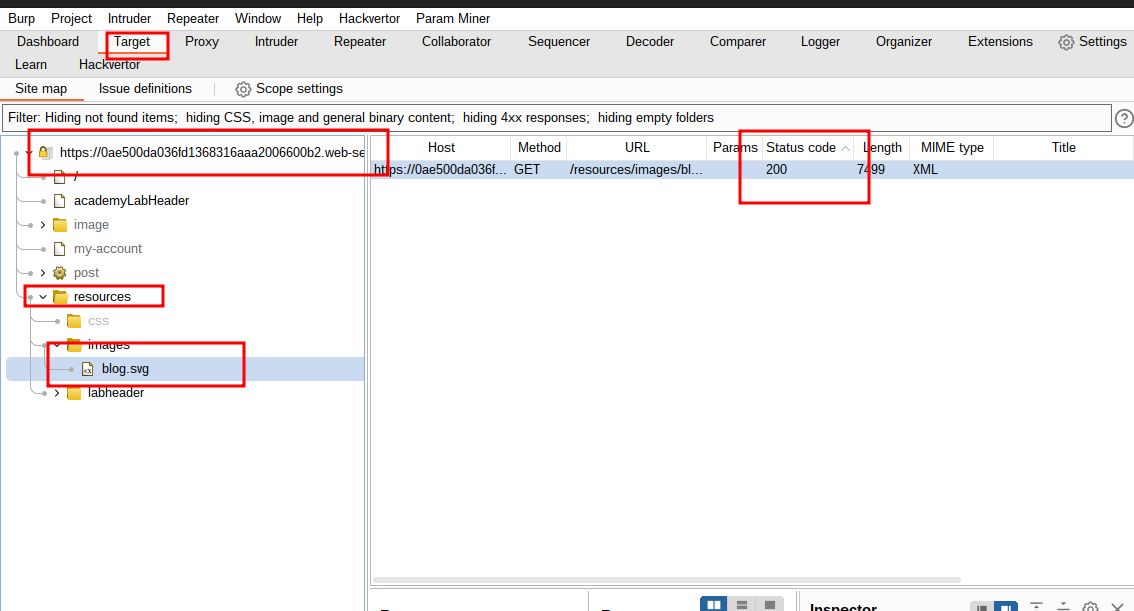 Burp Project Intruder Repeater Window Help Hackvertor Param Miner
Dashboard Target Proxy Intruder Repeater Collaborator Sequencer Decoder Comparer Logger Organizer Extensions Settings
Learn Hackvertor
Site map Issue definitions Scope settings
Filter: Hiding not found items; hiding CSS, image and general binary content; hiding 4xx responses; hiding empty folders
https://0ae500da036fd1368316aaa2006600b2.web-se
/
academyLabHeader
image
my-account
post
resources
css
images
blog.svg
labheader
Host Method URL Params Status code Length MIME type Title
https://0ae500da036f... GET /resources/images/bl... 200 7499 XML
Inspector